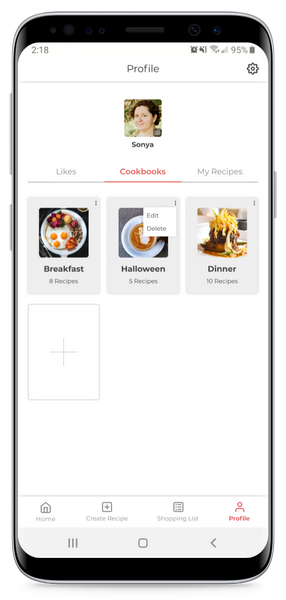 2:18 95%
Profile
Sonya
Likes Cookbooks My Recipes
Edit
Delete
Breakfast Halloween Dinner
8 Recipes 5 Recipes 10 Recipes
Home Create Recipe Shopping List Profile